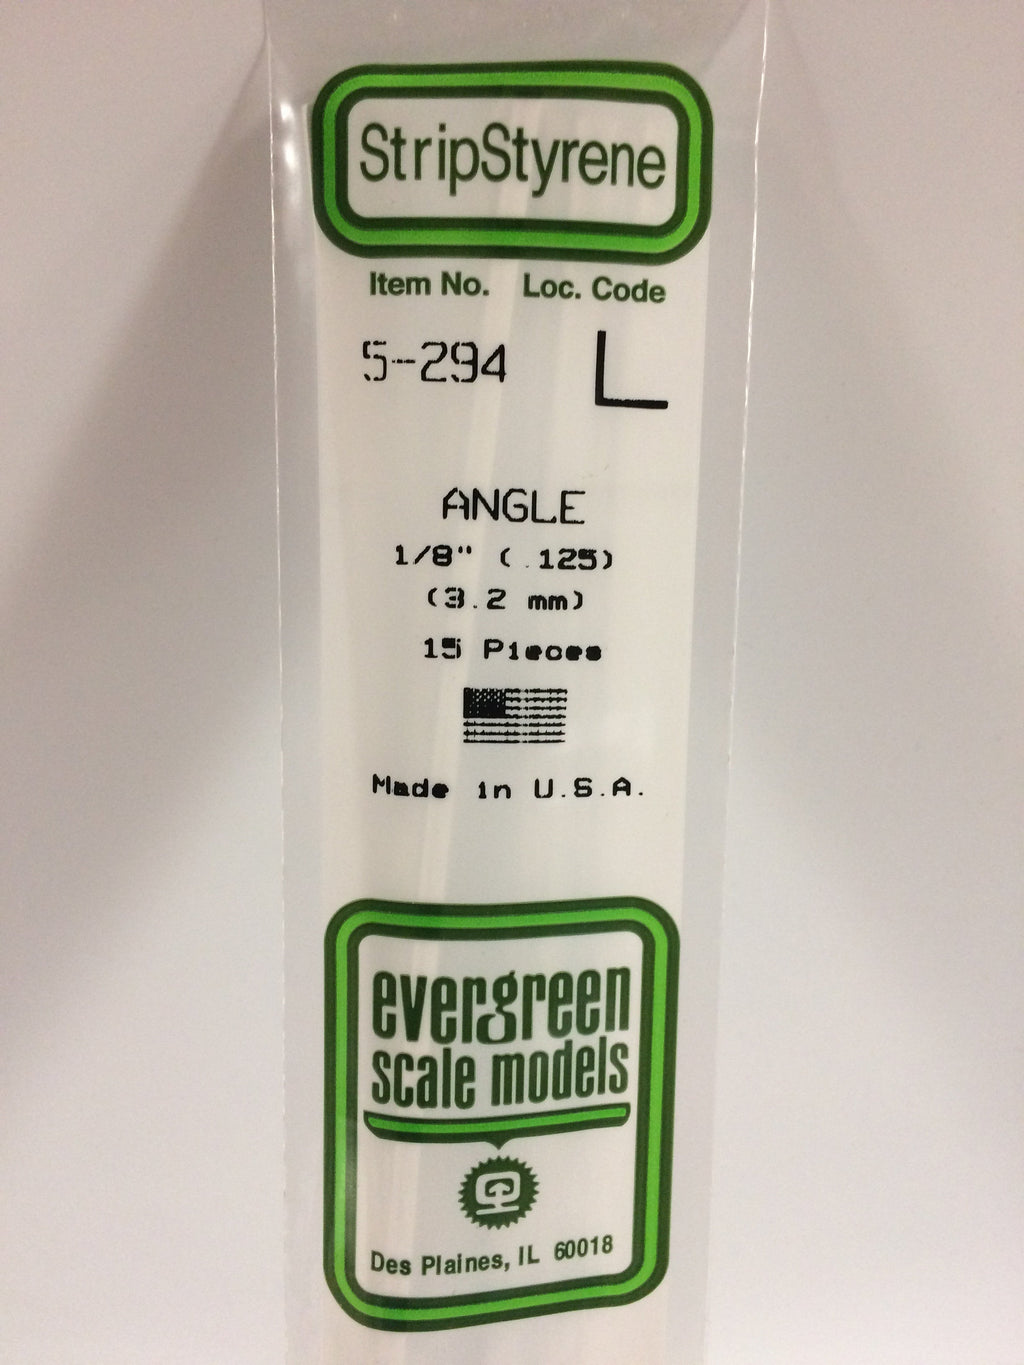 StripStyrene
Item No. Loc. Code
5-294 L
ANGLE
1/8" (.125)
(3.2 mm)
15 Pieces
Made in U.S.A.
evergreen
scale models
Des Plaines, IL 60018